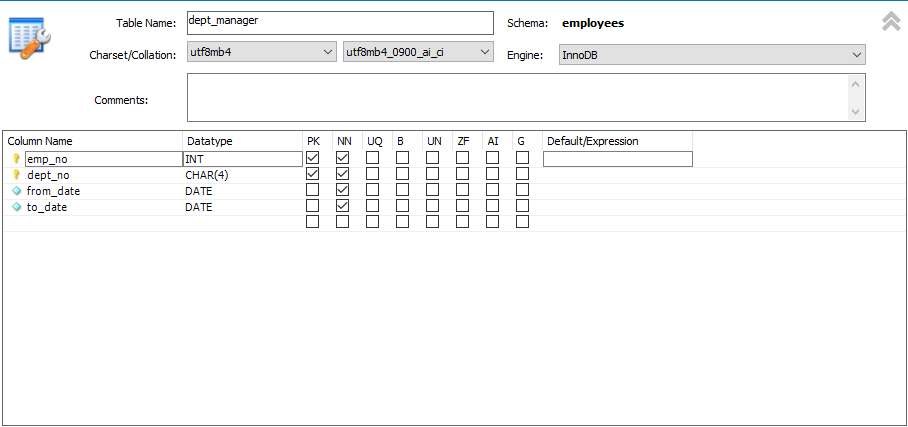 Table Name: dept_manager Schema: employees
Charset/Collation: utf8mb4 utf8mb4_0900_ai_ci Engine: InnoDB
Comments:
Column Name Datatype PK NN UQ B UN ZF AI G Default/Expression
emp_no INT
dept_no CHAR(4)
from_date DATE
to_date DATE